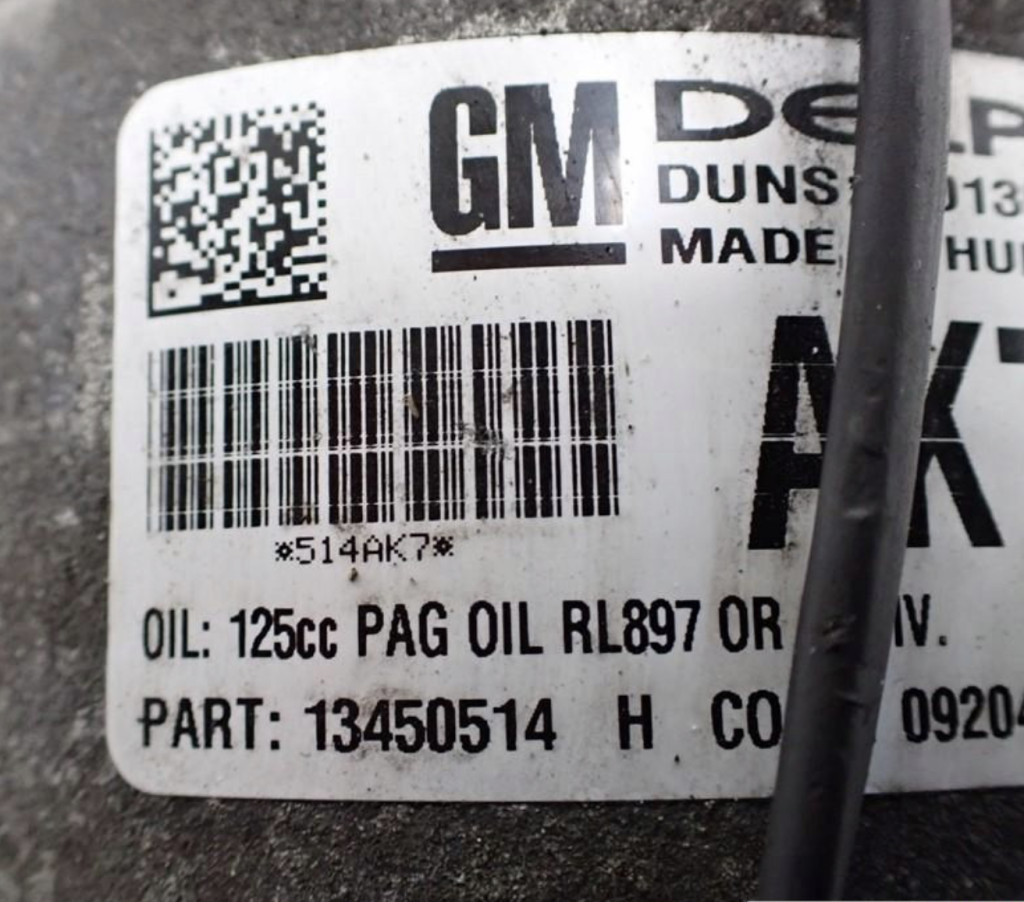 GM
DUNS
MADE
*514AK7*
OIL: 125cc PAG OIL RL897 OR
PART: 13450514 H